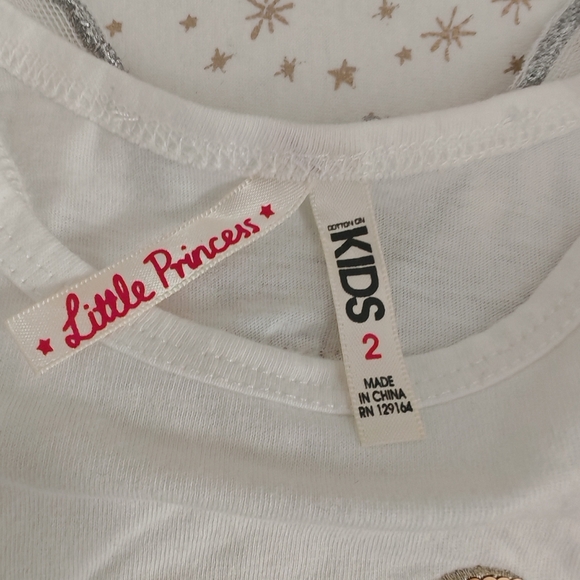 Little Princess
COTTON ON
KIDS
2
MADE
IN CHINA
RN 129164